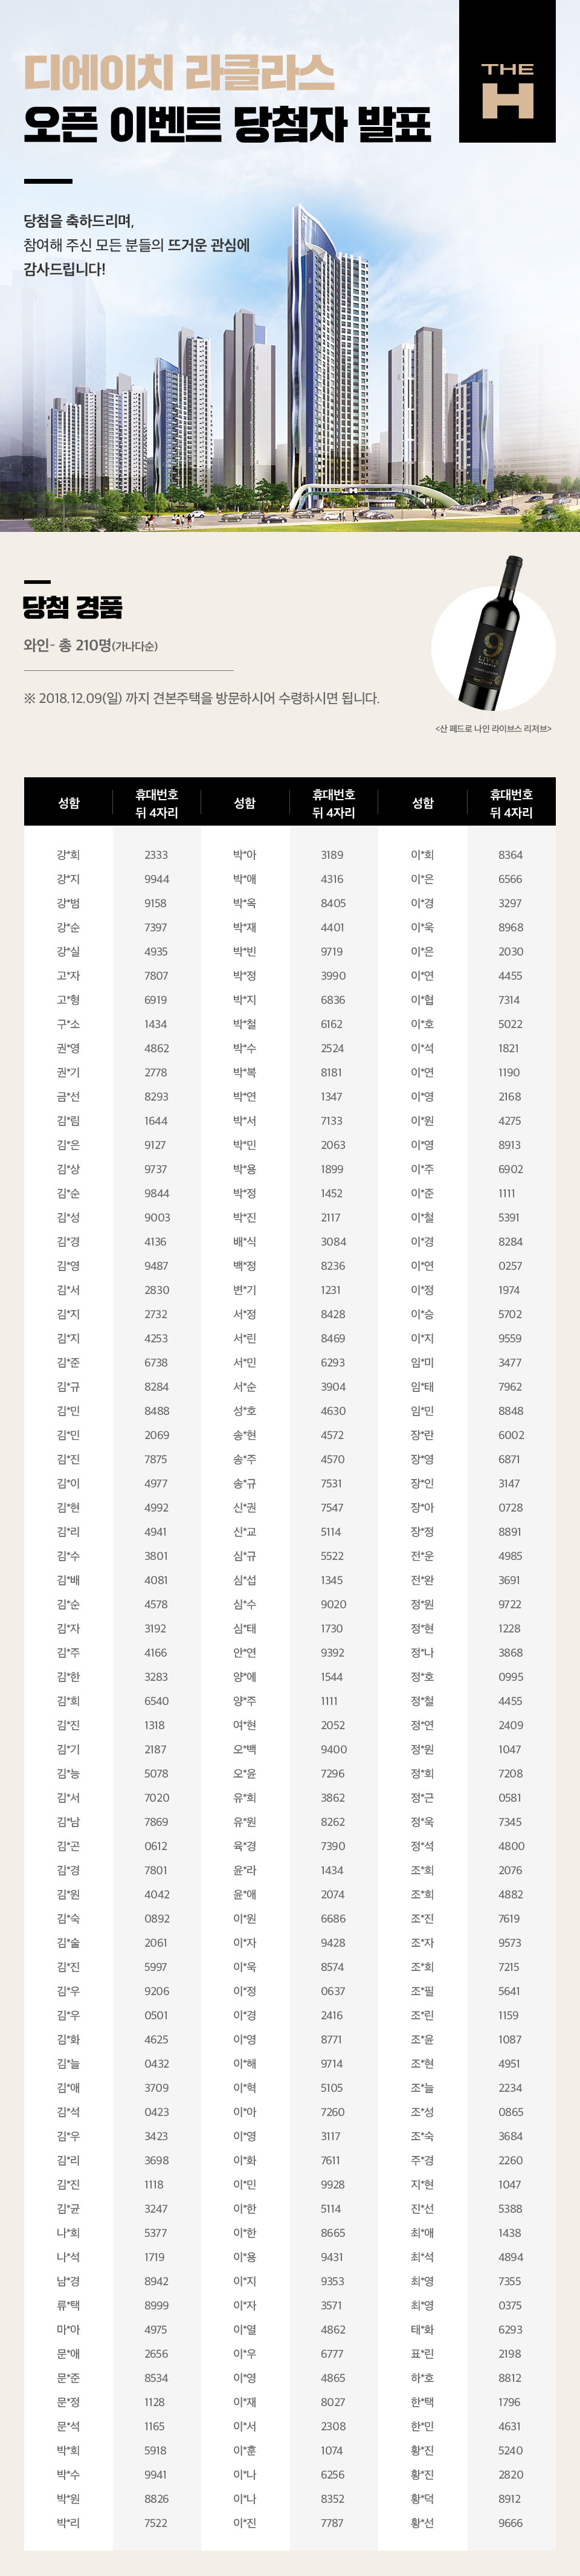 디에이치 라클라스
오픈 이벤트 당첨자 발표
THE
H
당첨을 축하드리며,
참여해 주신 모든 분들의 뜨거운 관심에
감사드립니다!
당첨 경품
와인- 총 210명(가나다순)
※ 2018.12.09(일) 까지 견본주택을 방문하시어 수령하시면 됩니다.
9
LIVES
RESERVE
<산 페드로 나인 라이브스 리저브>
성함 휴대번호 뒤 4자리 성함 휴대번호 뒤 4자리 성함 휴대번호 뒤 4자리
강*희 2333 박*아 3189 이*희 8364
강*지 9944 박*애 4316 이*은 6566
강*범 9158 박*옥 8405 이*경 3297
강*순 7397 박*재 4401 이*욱 8968
강*실 4935 박*빈 9719 이*은 2030
고*자 7807 박*정 3990 이*연 4455
고*형 6919 박*지 6836 이*협 7314
구*소 1434 박*철 6162 이*호 5022
권*영 4862 박*수 2524 이*석 1821
권*기 2778 박*복 8181 이*연 1190
금*선 8293 박*연 1347 이*영 2168
김*림 1644 박*서 7133 이*원 4275
김*은 9127 박*민 2063 이*영 8913
김*상 9737 박*용 1899 이*주 6902
김*순 9844 박*정 1452 이*준 1111
김*성 9003 박*진 2117 이*철 5391
김*경 4136 배*식 3084 이*경 8284
김*영 9487 백*정 8236 이*연 0257
김*서 2830 변*기 1231 이*정 1974
김*지 2732 서*정 8428 이*승 5702
김*지 4253 서*린 8469 이*지 9559
김*준 6738 서*민 6293 임*미 3477
김*규 8284 서*순 3904 임*태 7962
김*민 8488 성*호 4630 임*민 8848
김*민 2069 송*현 4572 장*란 6002
김*진 7875 송*주 4570 장*영 6871
김*이 4977 송*규 7531 장*인 3147
김*현 4992 신*권 7547 장*아 0728
김*리 4941 신*교 5114 장*정 8891
김*수 3801 심*규 5522 전*운 4985
김*배 4081 심*섭 1345 전*완 3691
김*순 4578 심*수 9020 정*원 9722
김*자 3192 심*태 1730 정*현 1228
김*주 4166 안*연 9392 정*나 3868
김*한 3283 양*에 1544 정*호 0995
김*희 6540 양*주 1111 정*철 4455
김*진 1318 여*현 2052 정*연 2409
김*기 2187 오*백 9400 정*원 1047
김*능 5078 오*윤 7296 정*희 7208
김*서 7020 유*희 3862 정*근 0581
김*남 7869 유*원 8262 정*욱 7345
김*곤 0612 육*경 7390 정*석 4800
김*경 7801 윤*라 1434 조*희 2076
김*원 4042 윤*애 2074 조*희 4882
김*숙 0892 이*원 6686 조*진 7619
김*술 2061 이*자 9428 조*자 9573
김*진 5997 이*욱 8574 조*희 7215
김*우 9206 이*정 0637 조*필 5641
김*우 0501 이*경 2416 조*린 1159
김*화 4625 이*영 8771 조*윤 1087
김*늘 0432 이*해 9714 조*현 4951
김*애 3709 이*혁 5105 조*늘 2234
김*석 0423 이*아 7260 조*성 0865
김*우 3423 이*영 3117 조*숙 3684
김*리 3698 이*화 7611 주*경 2260
김*진 1118 이*민 9928 지*현 1047
김*균 3247 이*한 5114 진*선 5388
나*희 5377 이*한 8665 최*애 1438
나*석 1719 이*용 9431 최*석 4894
남*경 8942 이*지 9353 최*영 7355
류*택 8999 이*자 3571 최*영 0375
마*아 4975 이*열 4862 태*화 6293
문*애 2656 이*우 6777 표*린 2198
문*준 8534 이*영 4865 하*호 8812
문*정 1128 이*재 8027 한*택 1796
문*석 1165 이*서 2308 한*민 4631
박*희 5918 이*훈 1074 황*진 5240
박*수 9941 이*나 6256 황*진 2820
박*원 8826 이*나 8352 황*덕 8912
박*리 7522 이*진 7787 황*선 9666